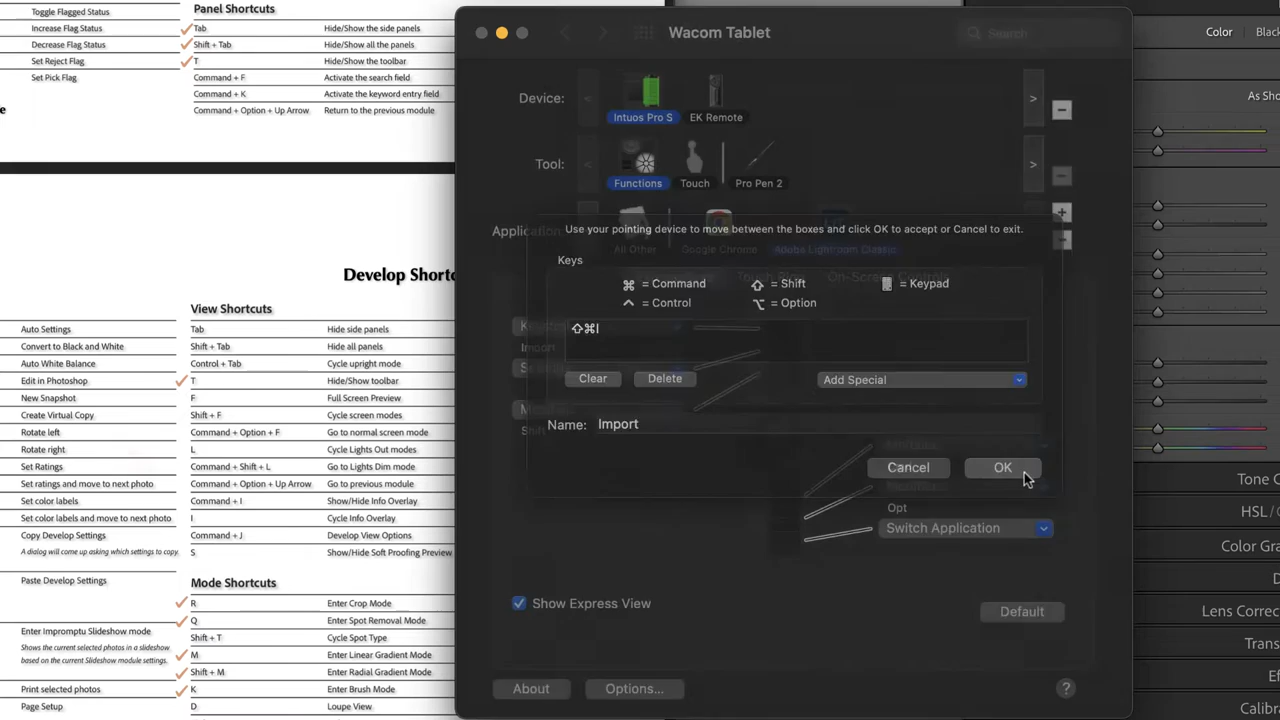 Toggle Flagged Status
Increase Flag Status
Decrease Flag Status
Set Reject Flag
Set Pick Flag
Panel Shortcuts
Tab Hide/Show the side panels
Shift + Tab Hide/Show all the panels
T Hide/Show the toolbar
Command + F Activate the search field
Command + K Activate the keyword entry field
Command + Option + Up Arrow Return to the previous module
Develop Shortc
Auto Settings
Convert to Black and White
Auto White Balance
Edit in Photoshop
New Snapshot
Create Virtual Copy
Rotate left
Rotate right
Set Ratings
Set ratings and move to next photo
Set color labels
Set color labels and move to next photo
Copy Develop Settings
A dialog will come up asking which settings to copy.
Paste Develop Settings
Enter Impromptu Slideshow mode
Shows the current selected photos in a slideshow
based on the current Slideshow module settings.
Print selected photos
Page Setup
View Shortcuts
Tab Hide side panels
Shift + Tab Hide all panels
Control + Tab Cycle upright mode
T Hide/Show toolbar
F Full Screen Preview
Shift + F Cycle screen modes
Command + Option + F Go to normal screen mode
L Cycle Lights Out modes
Command + Shift + L Go to Lights Dim mode
Command + Option + Up Arrow Go to previous module
Command + I Show/Hide Info Overlay
I Cycle Info Overlay
Command + J Develop View Options
S Show/Hide Soft Proofing Preview
Mode Shortcuts
R Enter Crop Mode
Q Enter Spot Removal Mode
Shift + T Cycle Spot Type
M Enter Linear Gradient Mode
Shift + M Enter Radial Gradient Mode
K Enter Brush Mode
D Loupe View
Wacom Tablet
Search
Device:
<
Intuos Pro S
EK Remote
>
Tool:
<
Functions
Touch
Pro Pen 2
>
Application:
All Other
Google Chrome
Adobe Lightroom Classic
On-Screen Controls
Use your pointing device to move between the boxes and click OK to accept or Cancel to exit.
Keys
⌘ = Command
⇧ = Shift
= Keypad
^ = Control
⌥ = Option
⇧⌘I
Import
Clear
Delete
Add Special
Name: Import
Cancel
OK
Opt
Switch Application
Show Express View
Default
About
Options...
?
Color
Black
As Sho
Tone C
HSL / C
Color Gra
D
Lens Correc
Trans
Ef
Calibra